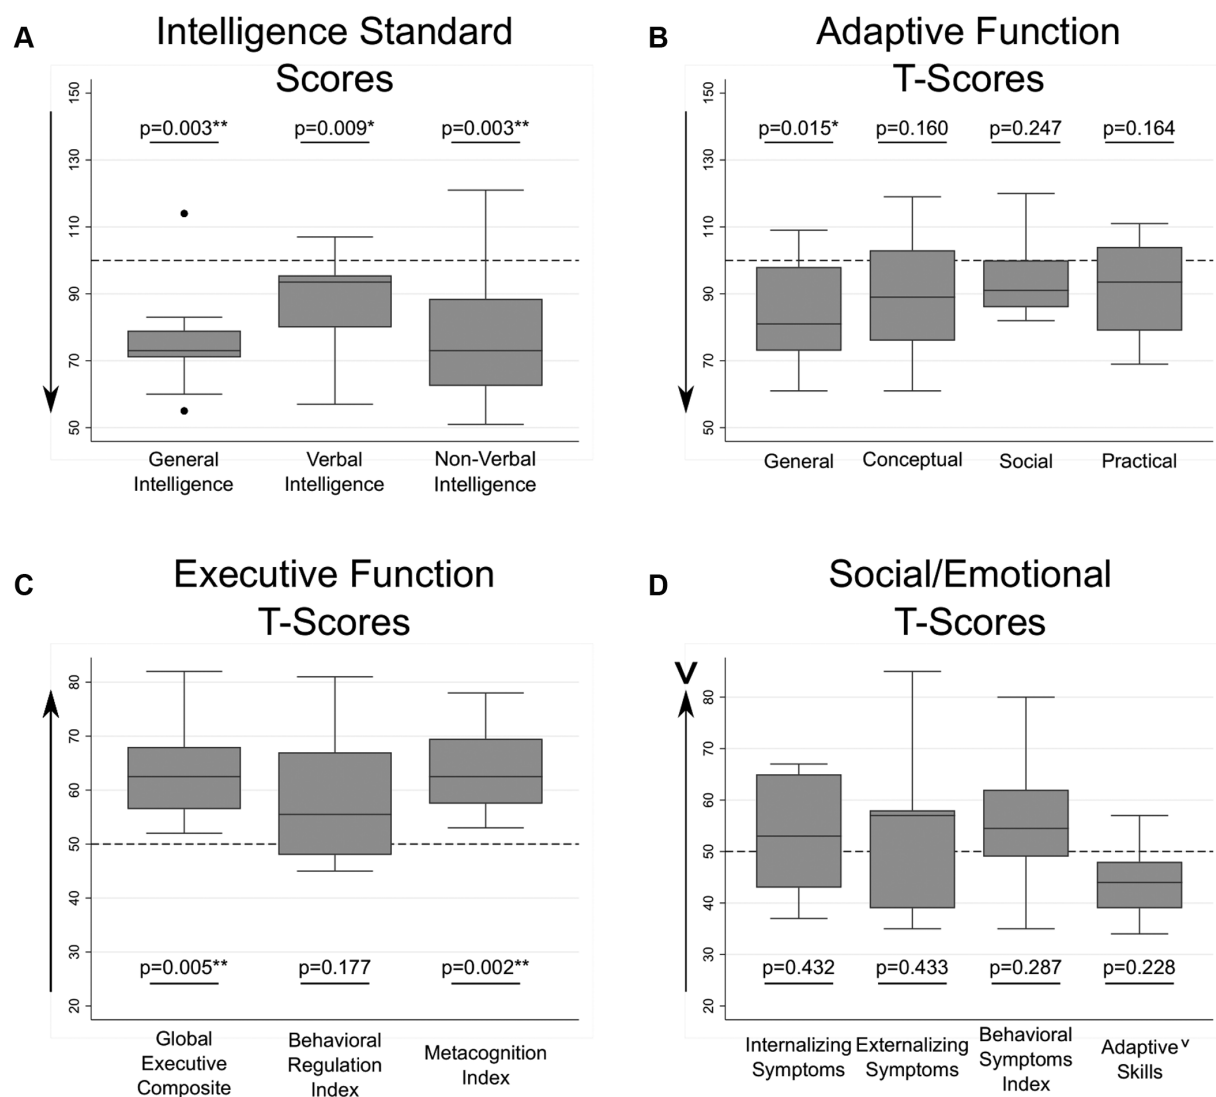 A
Intelligence Standard
Scores
150
130
110
90
70
50
p=0.003**
p=0.009*
p=0.003**
General
Intelligence
Verbal
Intelligence
Non-Verbal
Intelligence
B
Adaptive Function
T-Scores
150
130
110
90
70
50
p=0.015*
p=0.160
p=0.247
p=0.164
General
Conceptual
Social
Practical
C
Executive Function
T-Scores
80
70
60
50
40
30
20
p=0.005**
p=0.177
p=0.002**
Global
Executive
Composite
Behavioral
Regulation
Index
Metacognition
Index
D
Social/Emotional
T-Scores
v
80
70
60
50
40
30
20
p=0.432
p=0.433
p=0.287
p=0.228
Internalizing
Symptoms
Externalizing
Symptoms
Behavioral
Symptoms
Index
Adaptive v
Skills